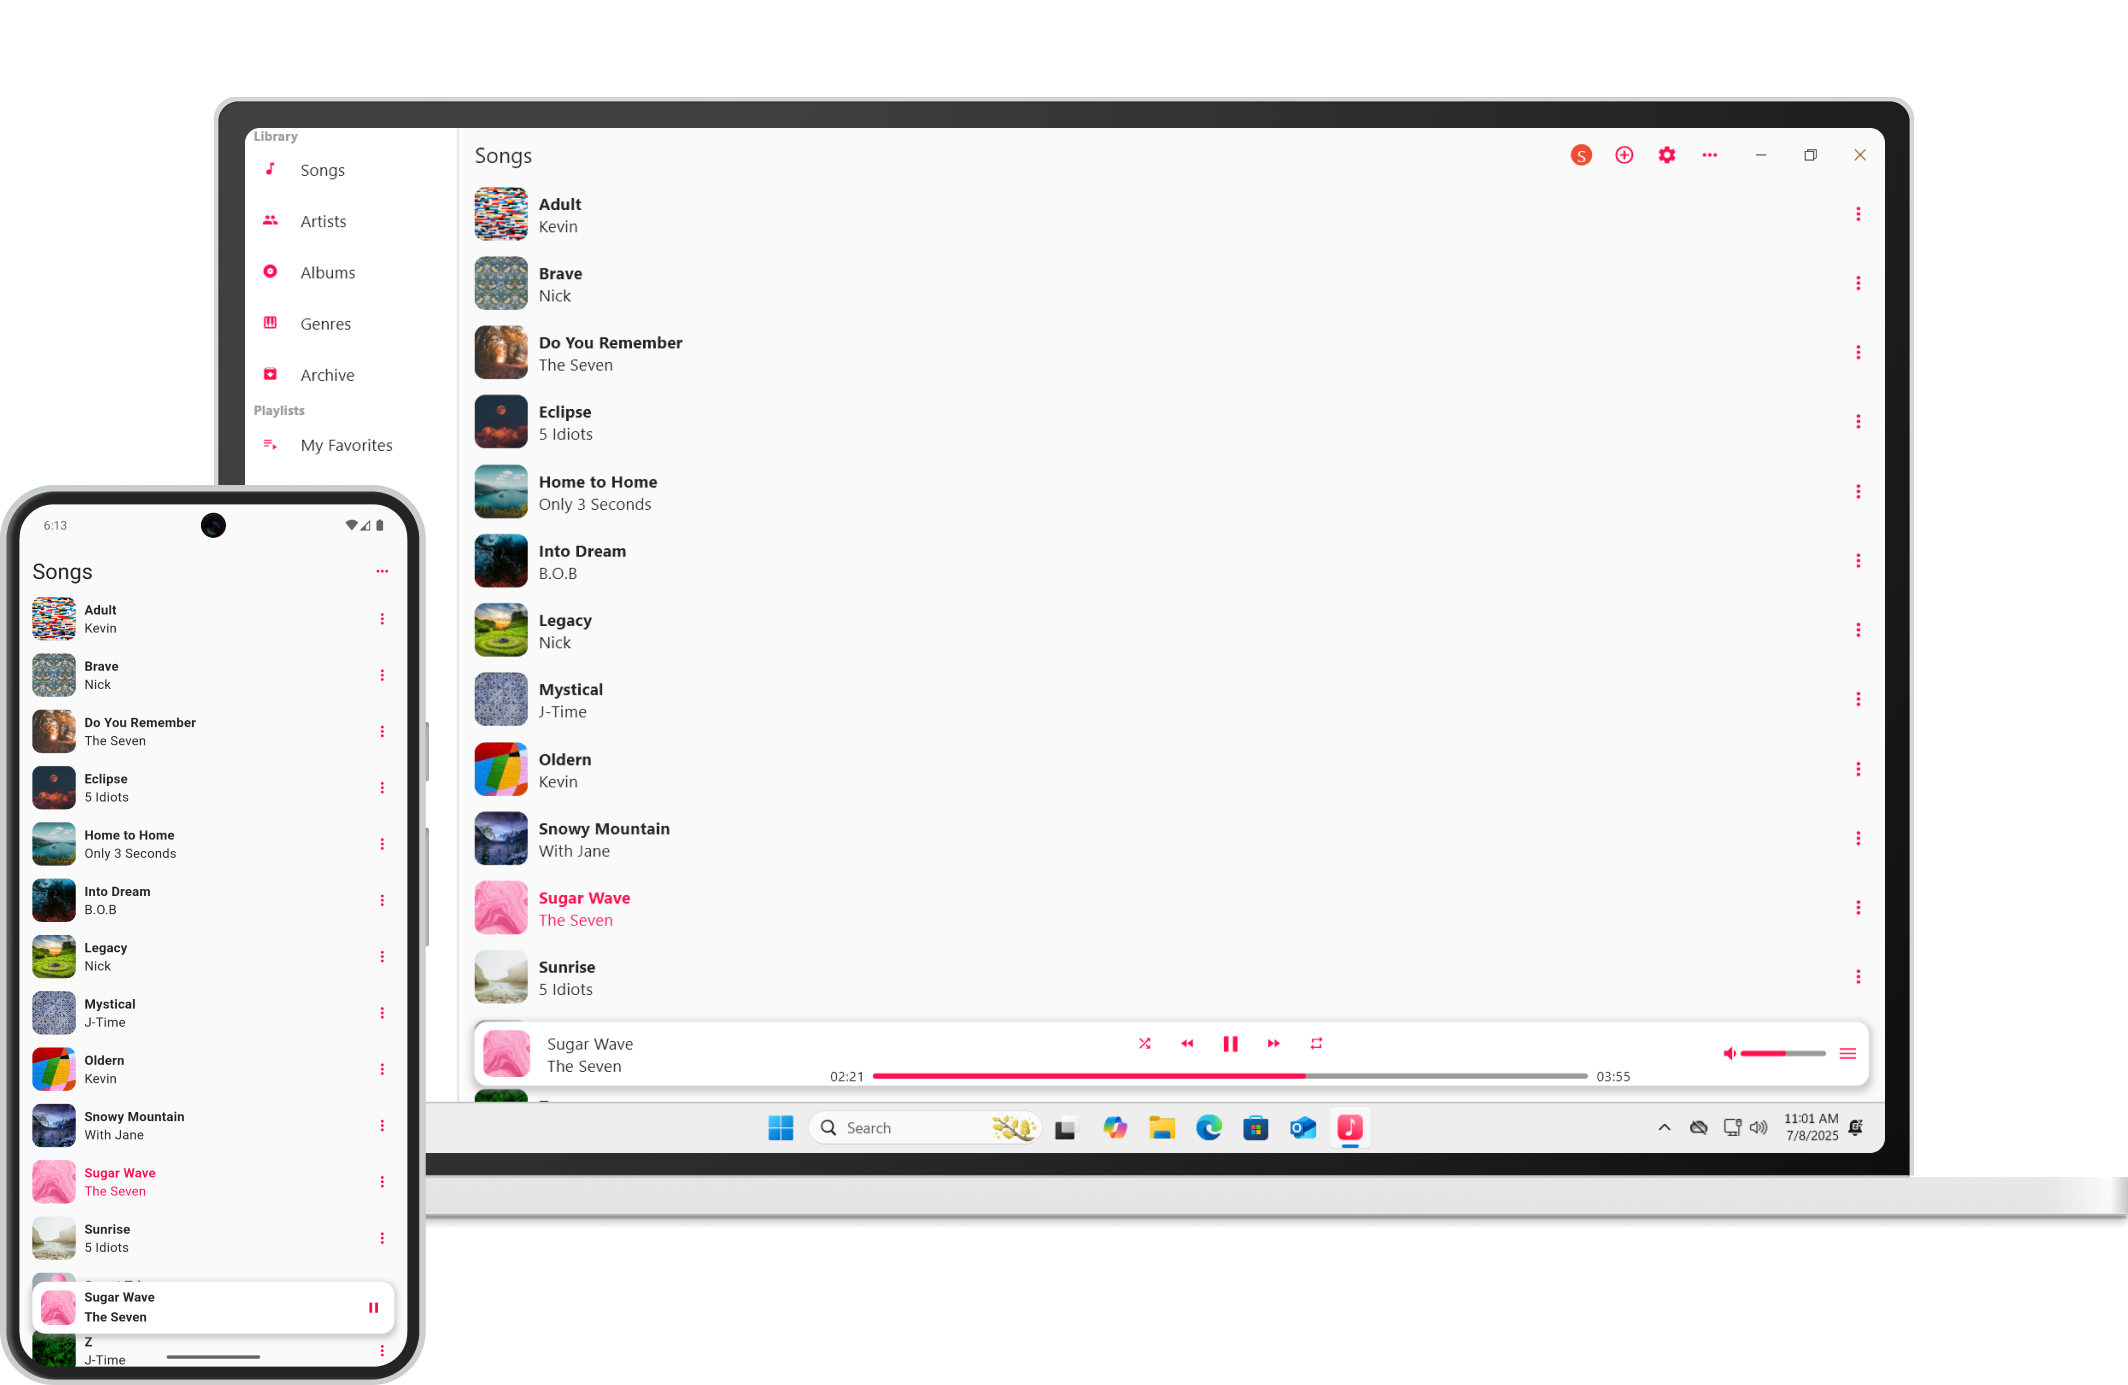 Library
Songs
Artists
Albums
Genres
Archive
Playlists
My Favorites
Songs
S
Adult
Kevin
Brave
Nick
Do You Remember
The Seven
Eclipse
5 Idiots
Home to Home
Only 3 Seconds
Into Dream
B.O.B
Legacy
Nick
Mystical
J-Time
Oldern
Kevin
Snowy Mountain
With Jane
Sugar Wave
The Seven
Sunrise
5 Idiots
Sugar Wave
The Seven
02:21
03:55
Search
11:01 AM
7/8/2025
6:13
Songs
Adult
Kevin
Brave
Nick
Do You Remember
The Seven
Eclipse
5 Idiots
Home to Home
Only 3 Seconds
Into Dream
B.O.B
Legacy
Nick
Mystical
J-Time
Oldern
Kevin
Snowy Mountain
With Jane
Sugar Wave
The Seven
Sunrise
5 Idiots
Sugar Wave
The Seven
Z
J-Time